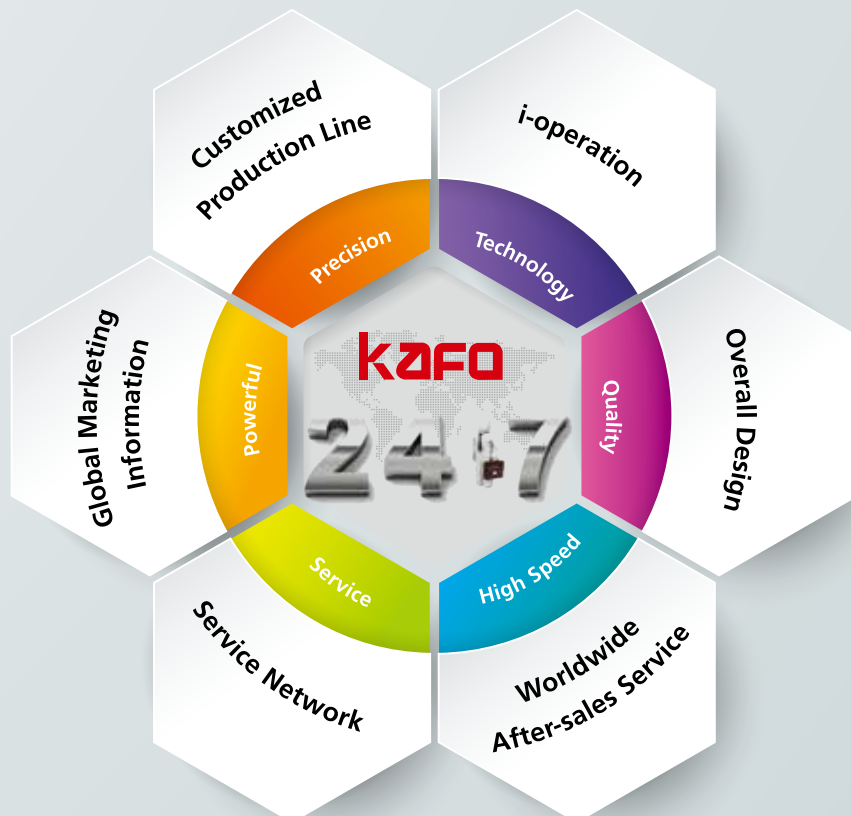 Customized
Production Line
i-operation
Precision
Technology
Global Marketing
Information
Powerful
kafo
24 7
Quality
Overall Design
Service
High Speed
Service Network
Worldwide
After-sales Service